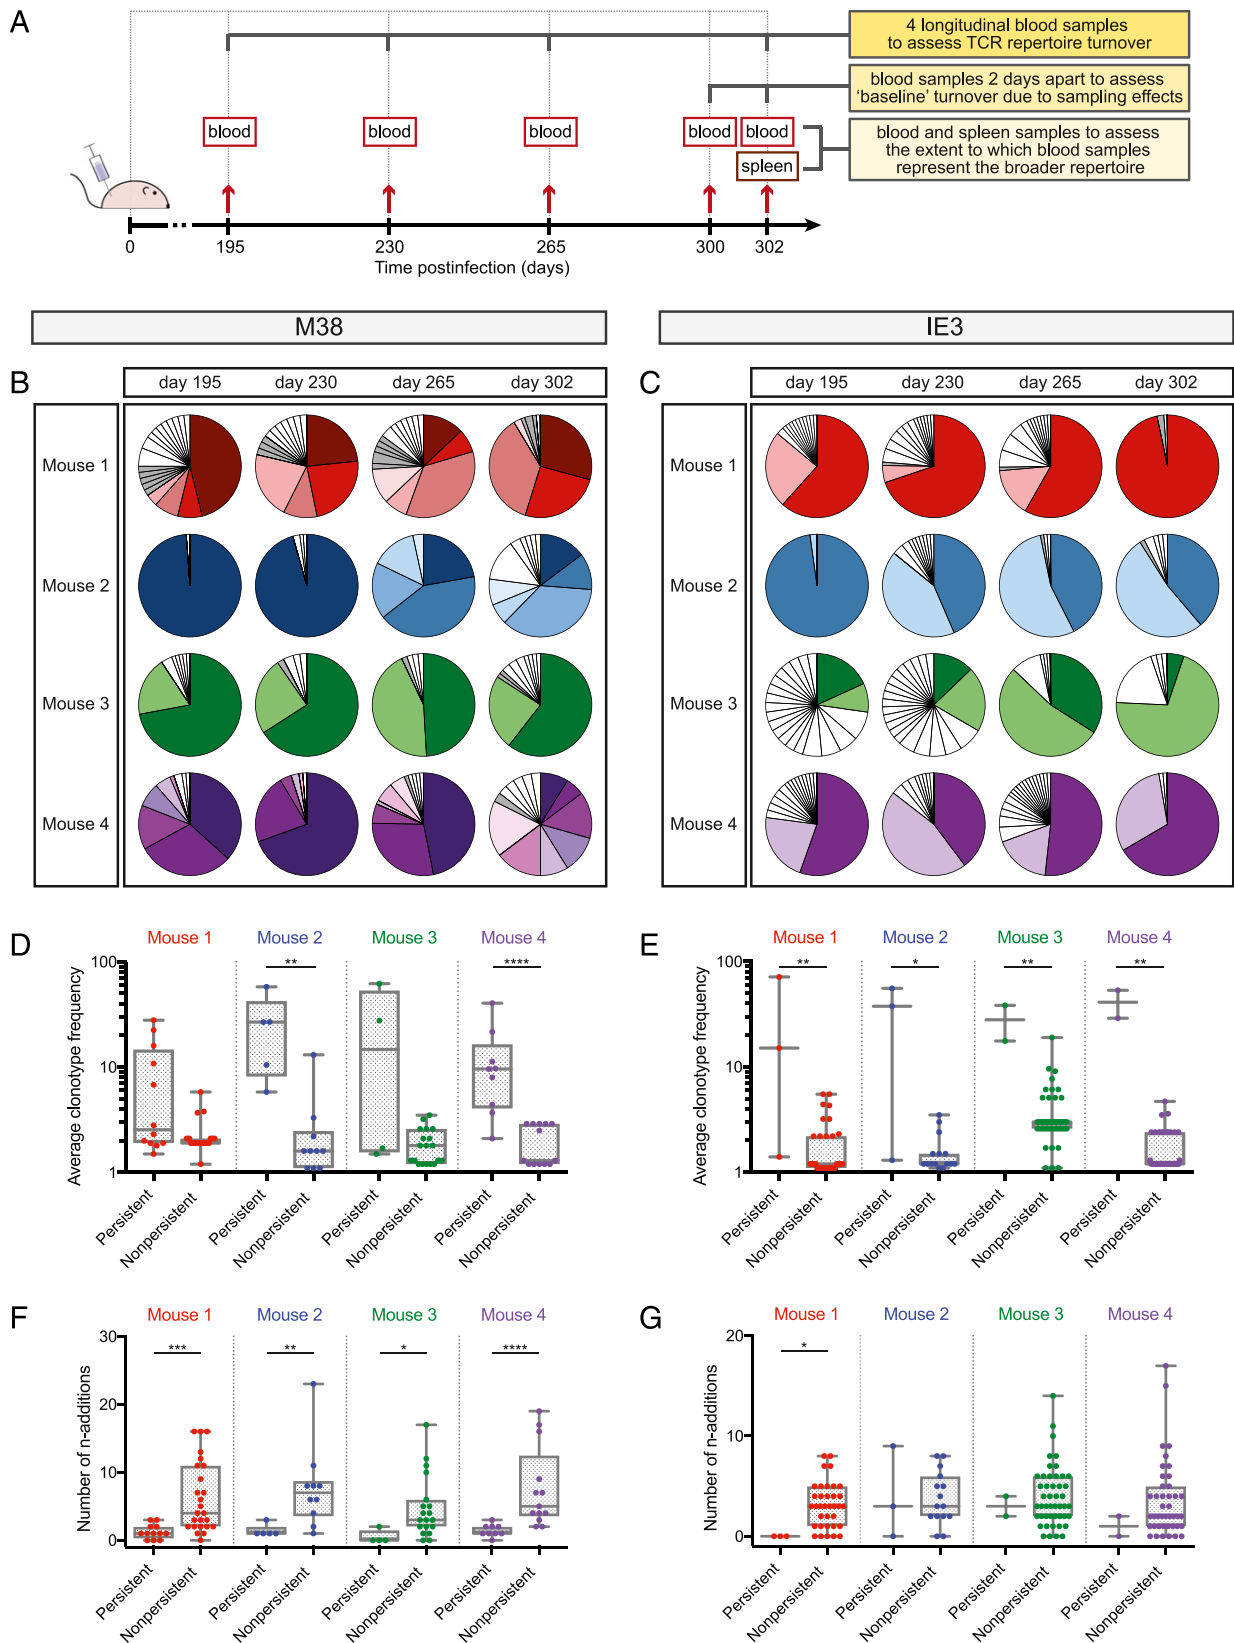 A
4 longitudinal blood samples
to assess TCR repertoire turnover
blood samples 2 days apart to assess
'baseline' turnover due to sampling effects
blood blood blood blood blood
blood and spleen samples to assess
the extent to which blood samples
represent the broader repertoire
spleen
0 195 230 265 300 302
Time postinfection (days)
M38
IE3
B
day 195 day 230 day 265 day 302
Mouse 1
Mouse 2
Mouse 3
Mouse 4
C
day 195 day 230 day 265 day 302
Mouse 1
Mouse 2
Mouse 3
Mouse 4
D
Mouse 1 Mouse 2 Mouse 3 Mouse 4
** ****
100
10
1
Average clonotype frequency
Persistent Nonpersistent Persistent Nonpersistent Persistent Nonpersistent Persistent Nonpersistent
E
Mouse 1 Mouse 2 Mouse 3 Mouse 4
** * ** **
100
10
1
Average clonotype frequency
Persistent Nonpersistent Persistent Nonpersistent Persistent Nonpersistent Persistent Nonpersistent
F
Mouse 1 Mouse 2 Mouse 3 Mouse 4
*** ** * ****
30
20
10
0
Number of n-additions
Persistent Nonpersistent Persistent Nonpersistent Persistent Nonpersistent Persistent Nonpersistent
G
Mouse 1 Mouse 2 Mouse 3 Mouse 4
*
20
10
0
Number of n-additions
Persistent Nonpersistent Persistent Nonpersistent Persistent Nonpersistent Persistent Nonpersistent